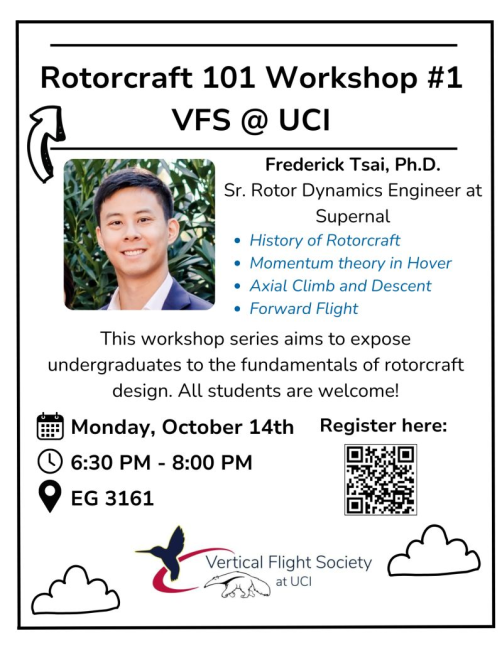 Rotorcraft 101 Workshop #1
VFS @ UCI
Frederick Tsai, Ph.D.
Sr. Rotor Dynamics Engineer at
Supernal
• History of Rotorcraft
• Momentum theory in Hover
• Axial Climb and Descent
• Forward Flight
This workshop series aims to expose
undergraduates to the fundamentals of rotorcraft
design. All students are welcome!
Monday, October 14th
6:30 PM - 8:00 PM
EG 3161
Register here:
Vertical Flight Society
at UCI